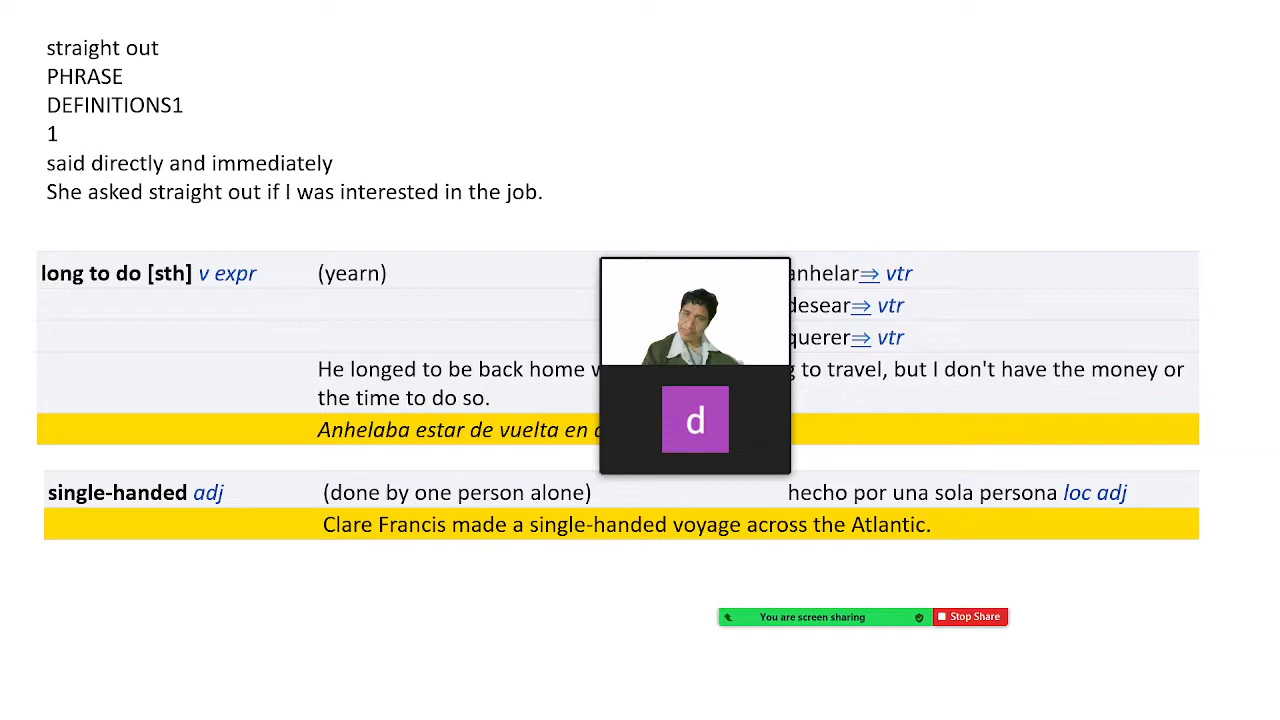 straight out
PHRASE
DEFINITIONS1
1
said directly and immediately
She asked straight out if I was interested in the job.
long to do [sth] v expr (yearn) anhelar⇒ vtr
desear⇒ vtr
querer⇒ vtr
He longed to be back home to travel, but I don't have the money or
the time to do so.
Anhelaba estar de vuelta en
d
single-handed adj (done by one person alone) hecho por una sola persona loc adj
Clare Francis made a single-handed voyage across the Atlantic.
You are screen sharing Stop Share